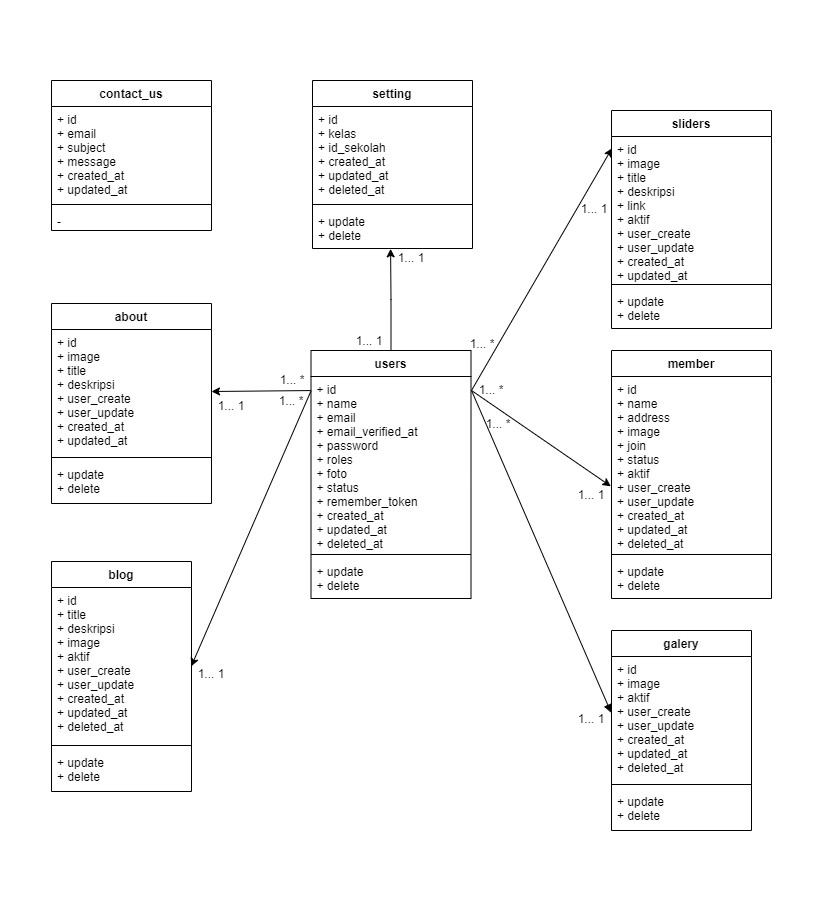 contact_us
+ id
+ email
+ subject
+ message
+ created_at
+ updated_at
-
setting
+ id
+ kelas
+ id_sekolah
+ created_at
+ updated_at
+ deleted_at
+ update
+ delete
1... 1
sliders
+ id
+ image
+ title
+ deskripsi
+ link
+ aktif
+ user_create
+ user_update
+ created_at
+ updated_at
+ update
+ delete
1... 1
about
+ id
+ image
+ title
+ deskripsi
+ user_create
+ user_update
+ created_at
+ updated_at
+ update
+ delete
1... 1
1... 1
1... *
1... *
1... *
1... *
1... *
users
+ id
+ name
+ email
+ email_verified_at
+ password
+ roles
+ foto
+ status
+ remember_token
+ created_at
+ updated_at
+ deleted_at
+ update
+ delete
member
+ id
+ name
+ address
+ image
+ join
+ status
+ aktif
+ user_create
+ user_update
+ created_at
+ updated_at
+ deleted_at
+ update
+ delete
1... 1
blog
+ id
+ title
+ deskripsi
+ image
+ aktif
+ user_create
+ user_update
+ created_at
+ updated_at
+ deleted_at
+ update
+ delete
1... 1
galery
+ id
+ image
+ aktif
+ user_create
+ user_update
+ created_at
+ updated_at
+ deleted_at
+ update
+ delete
1... 1